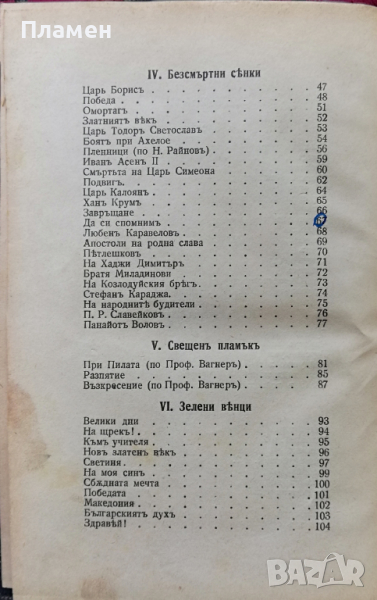 Пламен
IV. Безсмъртни сѣнки
Царь Борисъ . . . . . . . . . . 47
Победа . . . . . . . . . . 48
Омортагъ . . . . . . . . . . 51
Златниятъ вѣкъ . . . . . . . . . . 52
Царь Тодоръ Светославъ . . . . . . . . . . 53
Боятъ при Ахелое . . . . . . . . . . 54
Пленници (по Н. Райновъ) . . . . . . . . . . 56
Иванъ Асенъ II . . . . . . . . . . 59
Смъртьта на Царь Симеона . . . . . . . . . . 60
Подвигъ . . . . . . . . . . 62
Царь Калоянъ . . . . . . . . . . 64
Ханъ Крумъ . . . . . . . . . . 65
Завръщане . . . . . . . . . . 66
Да си спомнимъ . . . . . . . . . .
Любенъ Каравеловъ . . . . . . . . . . 68
Апостоли на родна слава . . . . . . . . . . 69
Пѣтлешковъ . . . . . . . . . . 70
На Хаджи Димитъръ . . . . . . . . . . 71
Братя Миладинови . . . . . . . . . . 72
На Козлодуйския брѣгъ . . . . . . . . . . 73
Стефанъ Караджа . . . . . . . . . . 74
На народнитѣ будители . . . . . . . . . . 75
П. Р. Славейковъ . . . . . . . . . . 76
Панайотъ Воловъ . . . . . . . . . . 77
V. Свещенъ пламъкъ
При Пилата (по Проф. Вагнеръ) . . . . . . . . . . 81
Разпятие . . . . . . . . . . 85
Възкресение (по Проф. Вагнеръ) . . . . . . . . . . 87
VI. Зелени вѣнци
Велики дни . . . . . . . . . . 93
На щрекъ! . . . . . . . . . . 94
Къмъ учителя . . . . . . . . . . 95
Новъ златенъ вѣкъ . . . . . . . . . . 96
Светиня . . . . . . . . . . 97
На моя синъ . . . . . . . . . . 98
Сбѫдната мечта . . . . . . . . . . 100
Победата . . . . . . . . . . 101
Македония . . . . . . . . . . 102
Българскиятъ духъ . . . . . . . . . . 103
Здравѣй! . . . . . . . . . . 104
БАZАР